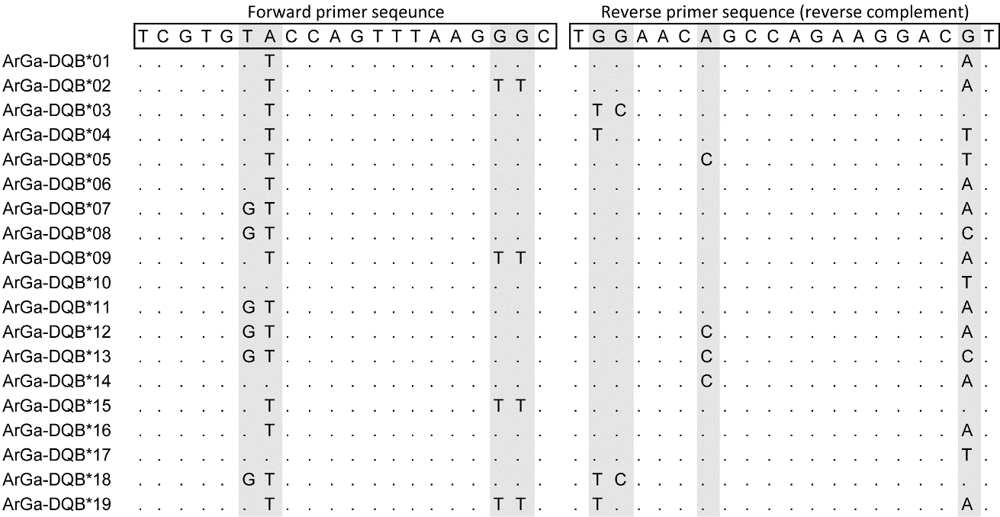 Forward primer seqeunce Reverse primer sequence (reverse complement)
T C G T G T A C C A G T T T A A G G G C T G G A A C A G C C A G A A G G A C G T
ArGa-DQB*01 . . . . . . T . . . . . . . . . . . . . . . . . . . . . . . . . . . . . . . A .
ArGa-DQB*02 . . . . . . T . . . . . . . . . . T T . . . . . . . . . . . . . . . . . . . A .
ArGa-DQB*03 . . . . . . T . . . . . . . . . . . . . . T C . . . . . . . . . . . . . . . . .
ArGa-DQB*04 . . . . . . T . . . . . . . . . . . . . . T . . . . . . . . . . . . . . . . T .
ArGa-DQB*05 . . . . . . T . . . . . . . . . . . . . . . . . . . C . . . . . . . . . . . T .
ArGa-DQB*06 . . . . . . T . . . . . . . . . . . . . . . . . . . . . . . . . . . . . . . A .
ArGa-DQB*07 . . . . . G T . . . . . . . . . . . . . . . . . . . . . . . . . . . . . . . A .
ArGa-DQB*08 . . . . . G T . . . . . . . . . . . . . . . . . . . . . . . . . . . . . . . C .
ArGa-DQB*09 . . . . . . T . . . . . . . . . . T T . . . . . . . . . . . . . . . . . . . A .
ArGa-DQB*10 . . . . . . . . . . . . . . . . . . . . . . . . . . . . . . . . . . . . . . T .
ArGa-DQB*11 . . . . . G T . . . . . . . . . . . . . . . . . . . . . . . . . . . . . . . A .
ArGa-DQB*12 . . . . . G T . . . . . . . . . . . . . . . . . . . C . . . . . . . . . . . A .
ArGa-DQB*13 . . . . . G T . . . . . . . . . . . . . . . . . . . C . . . . . . . . . . . C .
ArGa-DQB*14 . . . . . . . . . . . . . . . . . . . . . . . . . . C . . . . . . . . . . . A .
ArGa-DQB*15 . . . . . . T . . . . . . . . . . T T . . . . . . . . . . . . . . . . . . . . .
ArGa-DQB*16 . . . . . . T . . . . . . . . . . . . . . . . . . . . . . . . . . . . . . . A .
ArGa-DQB*17 . . . . . . . . . . . . . . . . . . . . . . . . . . . . . . . . . . . . . . T .
ArGa-DQB*18 . . . . . G T . . . . . . . . . . . . . . T C . . . . . . . . . . . . . . . . .
ArGa-DQB*19 . . . . . . T . . . . . . . . . . T T . . T . . . . . . . . . . . . . . . . A .